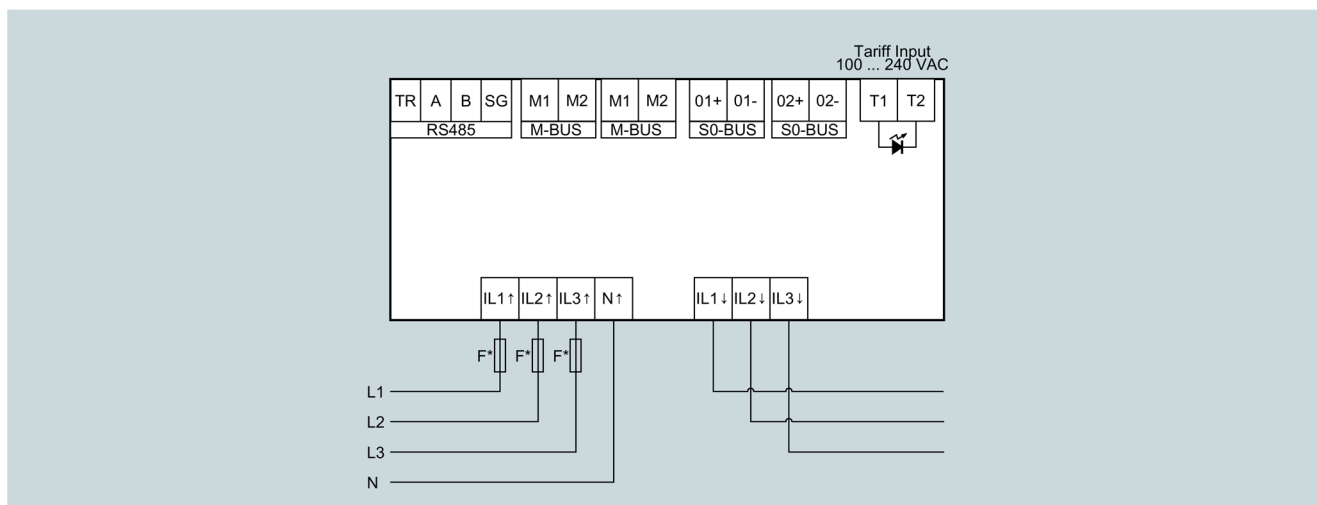 Tariff Input
100 ... 240 VAC
TR A B SG M1 M2 M1 M2 01+ 01- 02+ 02- T1 T2
RS485 M-BUS M-BUS S0-BUS S0-BUS
IL1↑ IL2↑ IL3↑ N↑ IL1↓ IL2↓ IL3↓
F* F* F*
L1
L2
L3
N